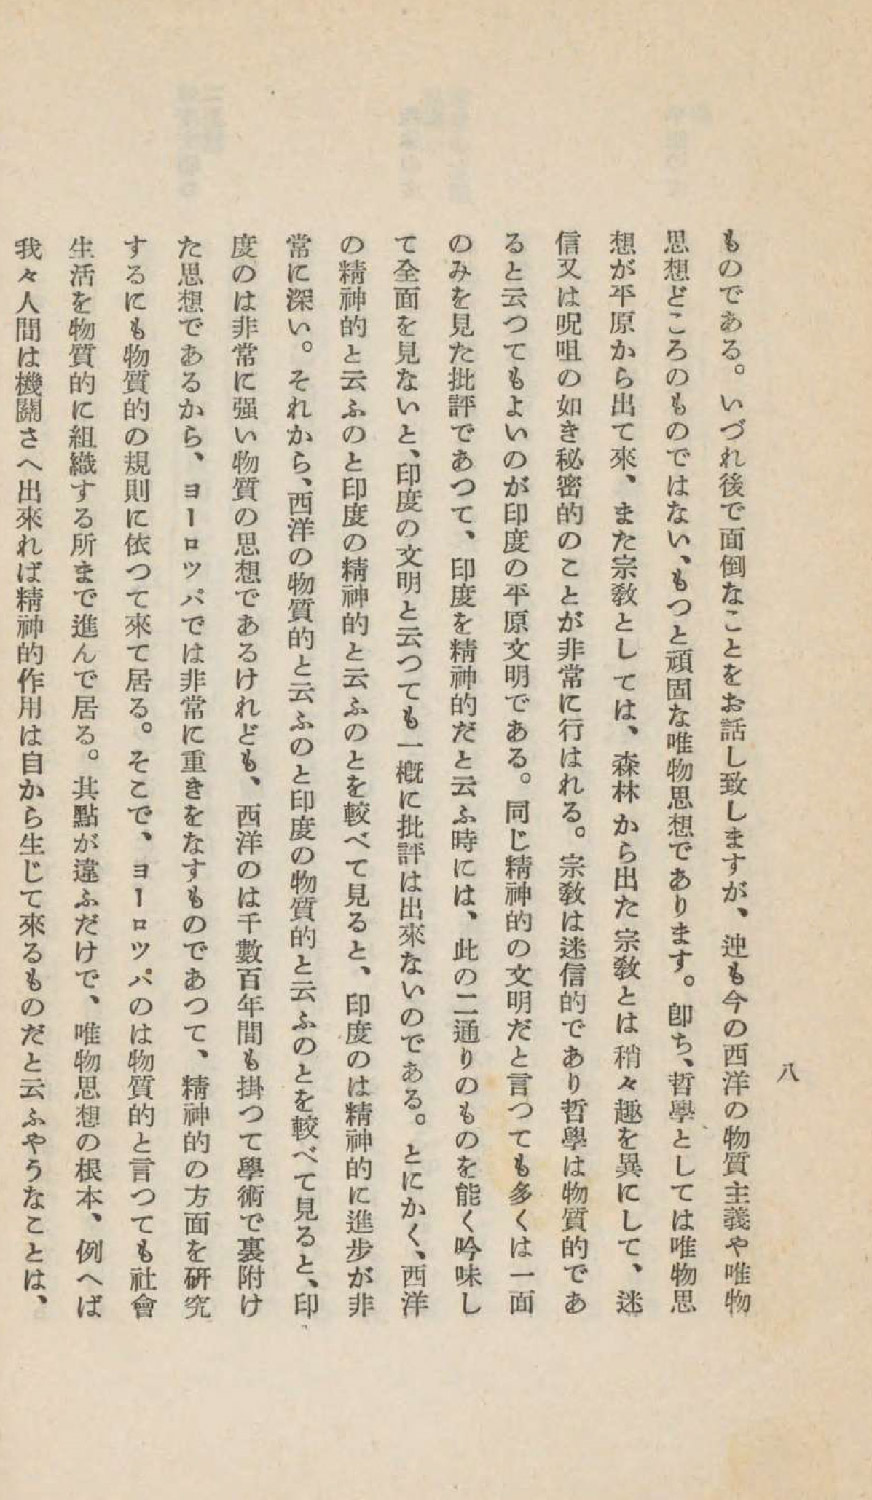 八
ものである。いづれ後で面倒なことをお話し致しますが、迚も今の西洋の物質主義や唯物
思想どころのものではない、もつと頑固な唯物思想であります。卽ち、哲學としては唯物思
想が平原から出て來、また宗敎としては、森林から出た宗敎とは稍々趣を異にして、迷
信又は呪咀の如き秘密的のことが非常に行はれる。宗敎は迷信的であり哲學は物質的であ
ると云つてもよいのが印度の平原文明である。同じ精神的の文明だと言つても多くは一面
のみを見た批評であつて、印度を精神的だと云ふ時には、此の二通りのものを能く吟味し
て全面を見ないと、印度の文明と云つても一槪に批評は出來ないのである。とにかく、西洋
の精神的と云ふのと印度の精神的と云ふのとを較べて見ると、印度のは精神的に進步が非
常に深い。それから、西洋の物質的と云ふのと印度の物質的と云ふのとを較べて見ると、印
度のは非常に强い物質の思想であるけれども、西洋のは千數百年間も掛つて學術で裏附け
た思想であるから、ヨーロツパでは非常に重きをなすものであつて、精神的の方面を硏究
するにも物質的の規則に依つて來て居る。そこで、ヨーロツパのは物質的と言つても社會
生活を物質的に組織する所まで進んで居る。其點が違ふだけで、唯物思想の根本、例へば
我々人間は機關さへ出來れば精神的作用は自から生じて來るものだと云ふやうなことは、